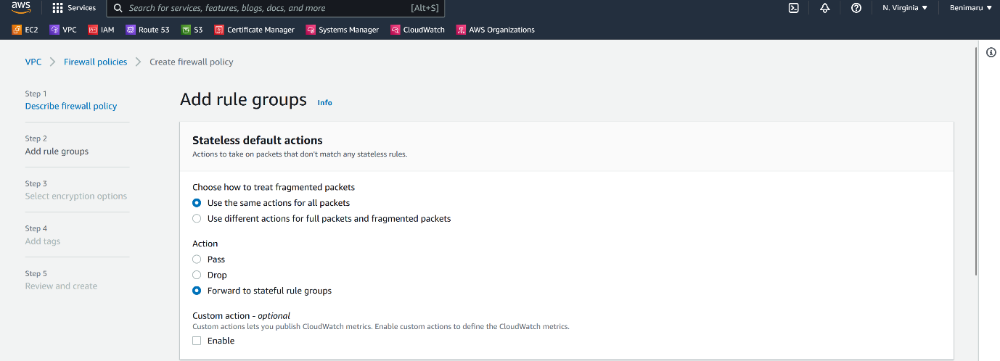 aws
Services
Search for services, features, blogs, docs, and more
[Alt+S]
N. Virginia ▼
Benimaru ▼
EC2
VPC
IAM
Route 53
S3
Certificate Manager
Systems Manager
CloudWatch
AWS Organizations
VPC > Firewall policies > Create firewall policy
Step 1
Describe firewall policy
Step 2
Add rule groups
Step 3
Select encryption options
Step 4
Add tags
Step 5
Review and create
Add rule groups Info
Stateless default actions
Actions to take on packets that don't match any stateless rules.
Choose how to treat fragmented packets
Use the same actions for all packets
Use different actions for full packets and fragmented packets
Action
Pass
Drop
Forward to stateful rule groups
Custom action - optional
Custom actions lets you publish CloudWatch metrics. Enable custom actions to define the CloudWatch metrics.
Enable